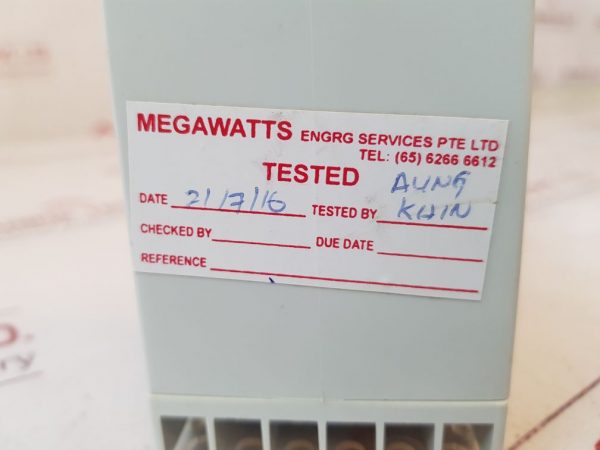 MEGAWATTS ENGRG SERVICES PTE LTD
TEL: (65) 6266 6612
TESTED
DATE 21/7/16 TESTED BY AUNG KHIN
CHECKED BY DUE DATE
REFERENCE